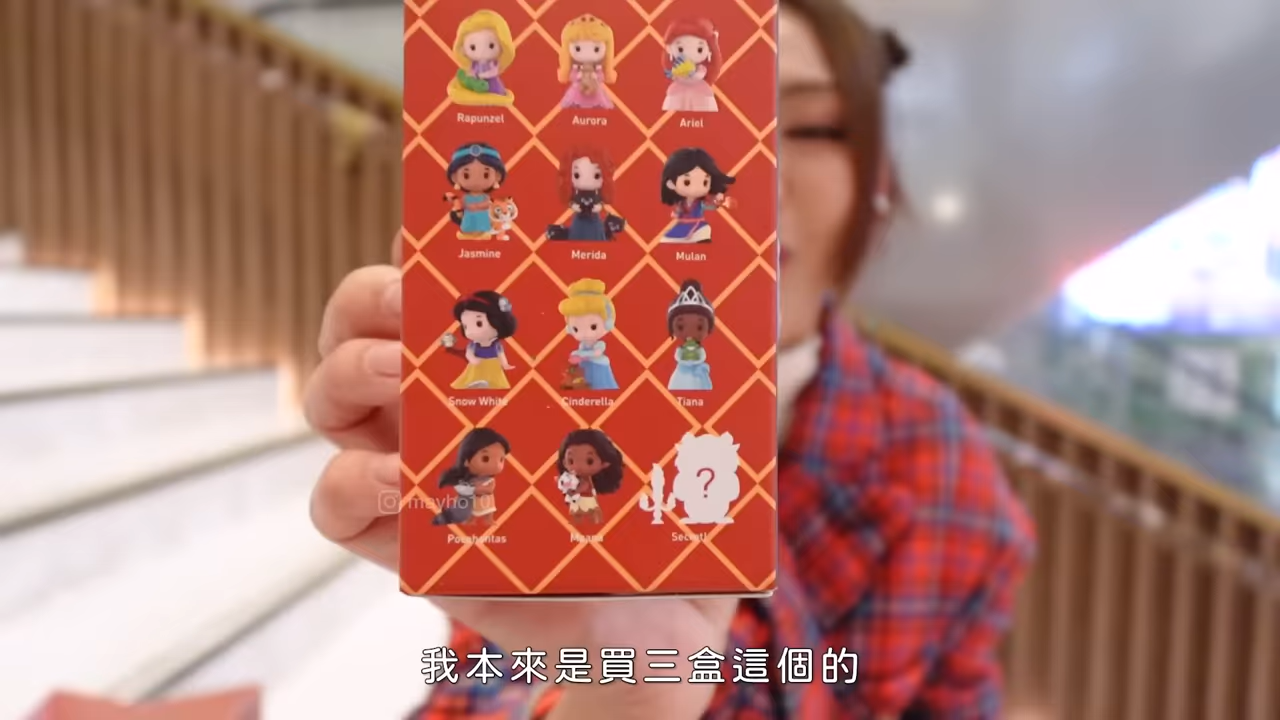 Rapunzel Aurora Ariel
Jasmine Merida Mulan
Snow White Cinderella Tiana
mayho10
Pocahontas Moana Secret!
?
我本來是買三盒這個的